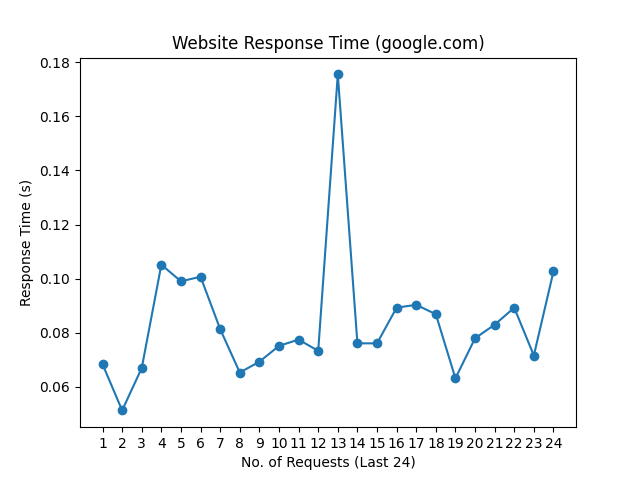 Website Response Time (google.com)
0.18
0.16
0.14
0.12
0.10
0.08
0.06
Response Time (s)
1 2 3 4 5 6 7 8 9 10 11 12 13 14 15 16 17 18 19 20 21 22 23 24
No. of Requests (Last 24)